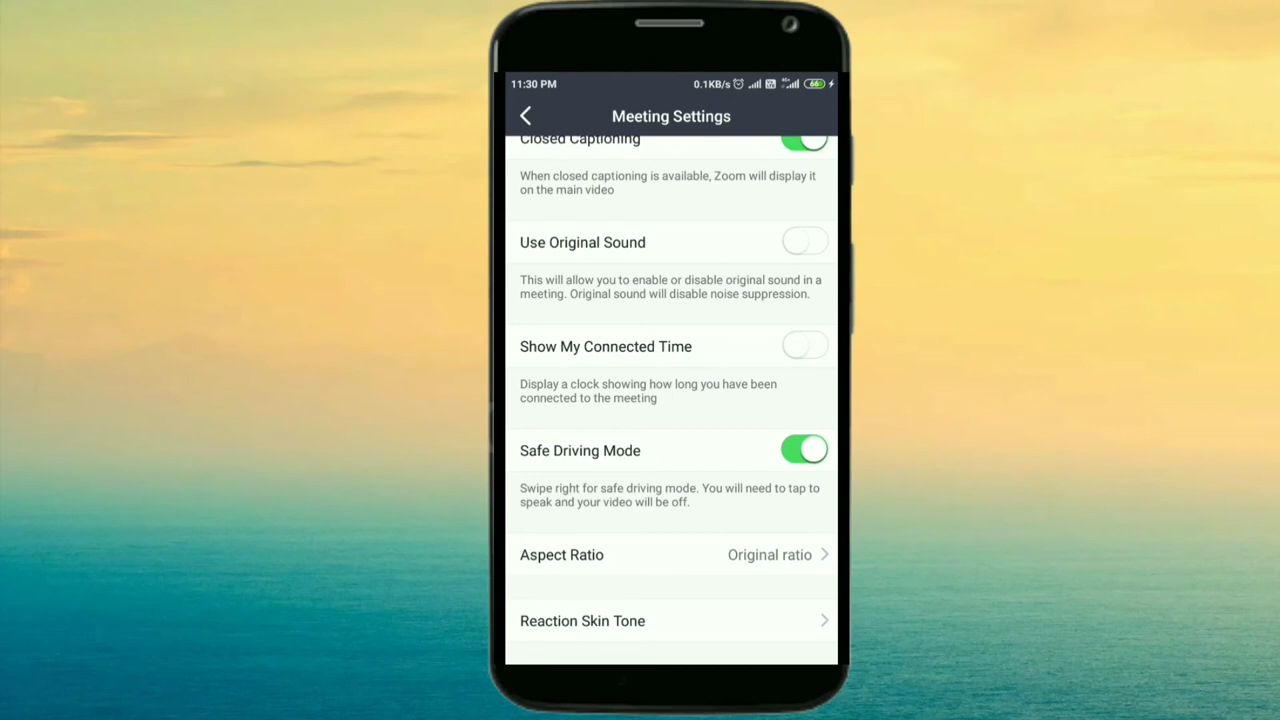 11:30 PM 0.1KB/s 66
Meeting Settings
Closed Captioning
When closed captioning is available, Zoom will display it
on the main video
Use Original Sound
This will allow you to enable or disable original sound in a
meeting. Original sound will disable noise suppression.
Show My Connected Time
Display a clock showing how long you have been
connected to the meeting
Safe Driving Mode
Swipe right for safe driving mode. You will need to tap to
speak and your video will be off.
Aspect Ratio Original ratio
Reaction Skin Tone